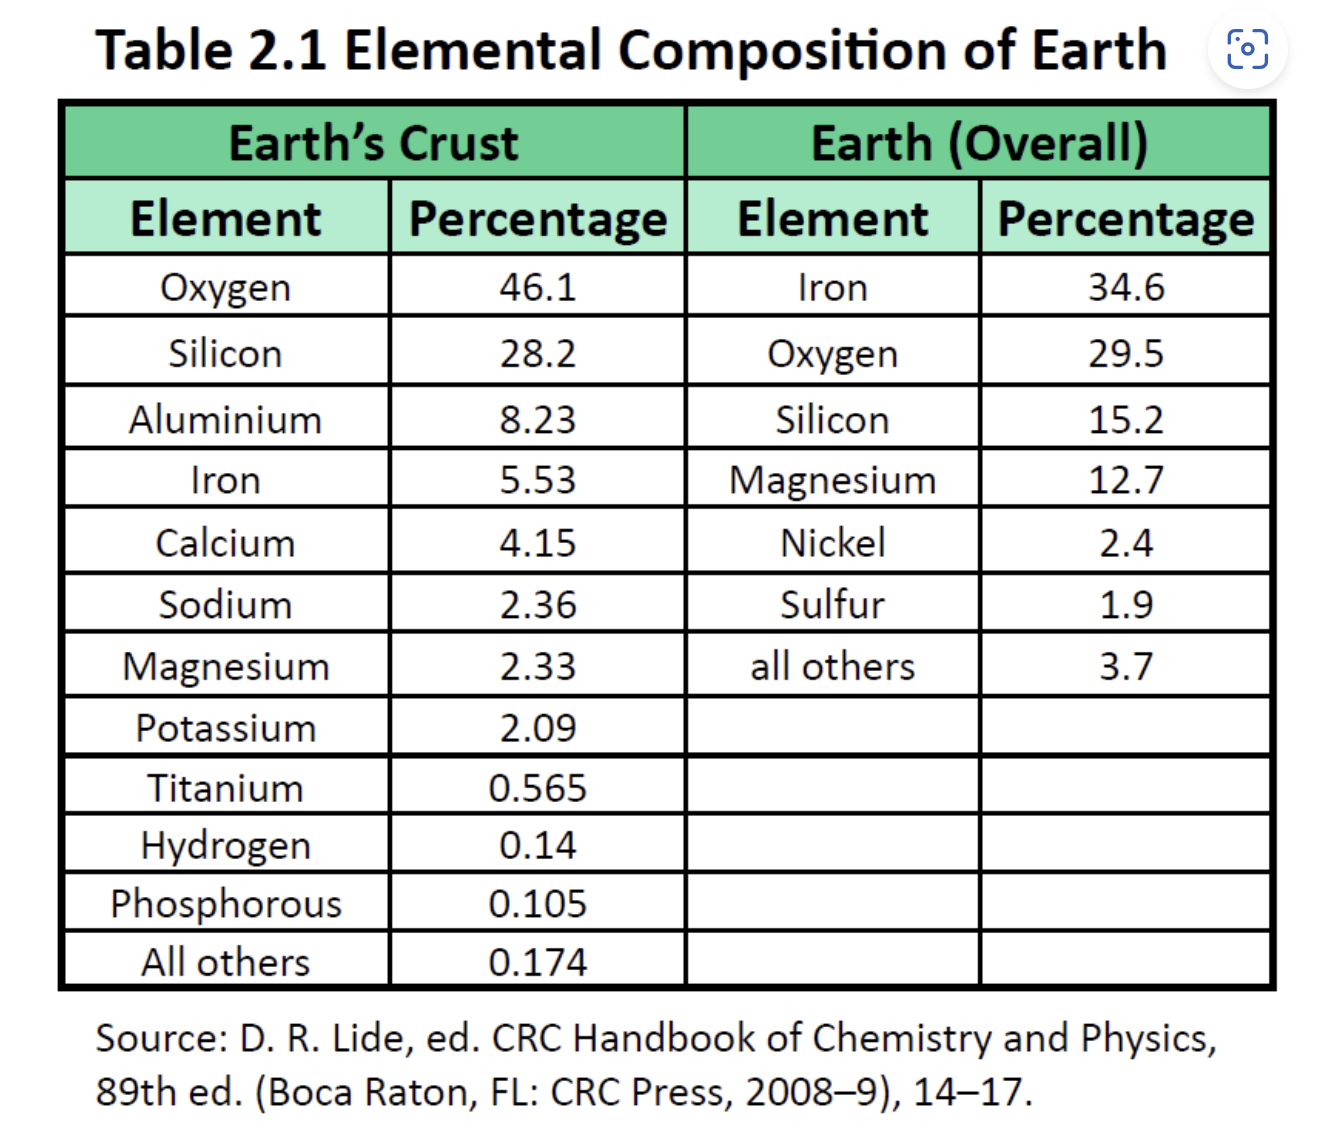 Table 2.1 Elemental Composition of Earth
Earth's Crust Earth (Overall)
Element Percentage Element Percentage
Oxygen 46.1 Iron 34.6
Silicon 28.2 Oxygen 29.5
Aluminium 8.23 Silicon 15.2
Iron 5.53 Magnesium 12.7
Calcium 4.15 Nickel 2.4
Sodium 2.36 Sulfur 1.9
Magnesium 2.33 all others 3.7
Potassium 2.09
Titanium 0.565
Hydrogen 0.14
Phosphorous 0.105
All others 0.174
Source: D. R. Lide, ed. CRC Handbook of Chemistry and Physics,
89th ed. (Boca Raton, FL: CRC Press, 2008–9), 14–17.